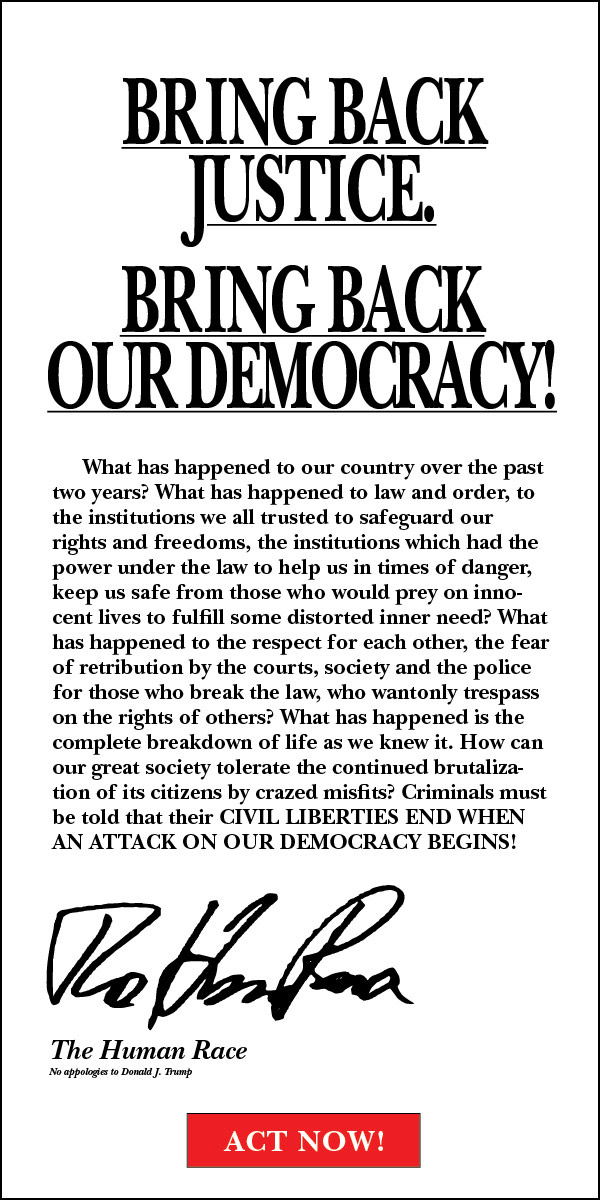 BRING BACK
JUSTICE.
BRING BACK
OUR DEMOCRACY!
What has happened to our country over the past
two years? What has happened to law and order, to
the institutions we all trusted to safeguard our
rights and freedoms, the institutions which had the
power under the law to help us in times of danger,
keep us safe from those who would prey on inno-
cent lives to fulfill some distorted inner need? What
has happened to the respect for each other, the fear
of retribution by the courts, society and the police
for those who break the law, who wantonly trespass
on the rights of others? What has happened is the
complete breakdown of life as we knew it. How can
our great society tolerate the continued brutaliza-
tion of its citizens by crazed misfits? Criminals must
be told that their CIVIL LIBERTIES END WHEN
AN ATTACK ON OUR DEMOCRACY BEGINS!
The Human Race
No appologies to Donald J. Trump
ACT NOW!